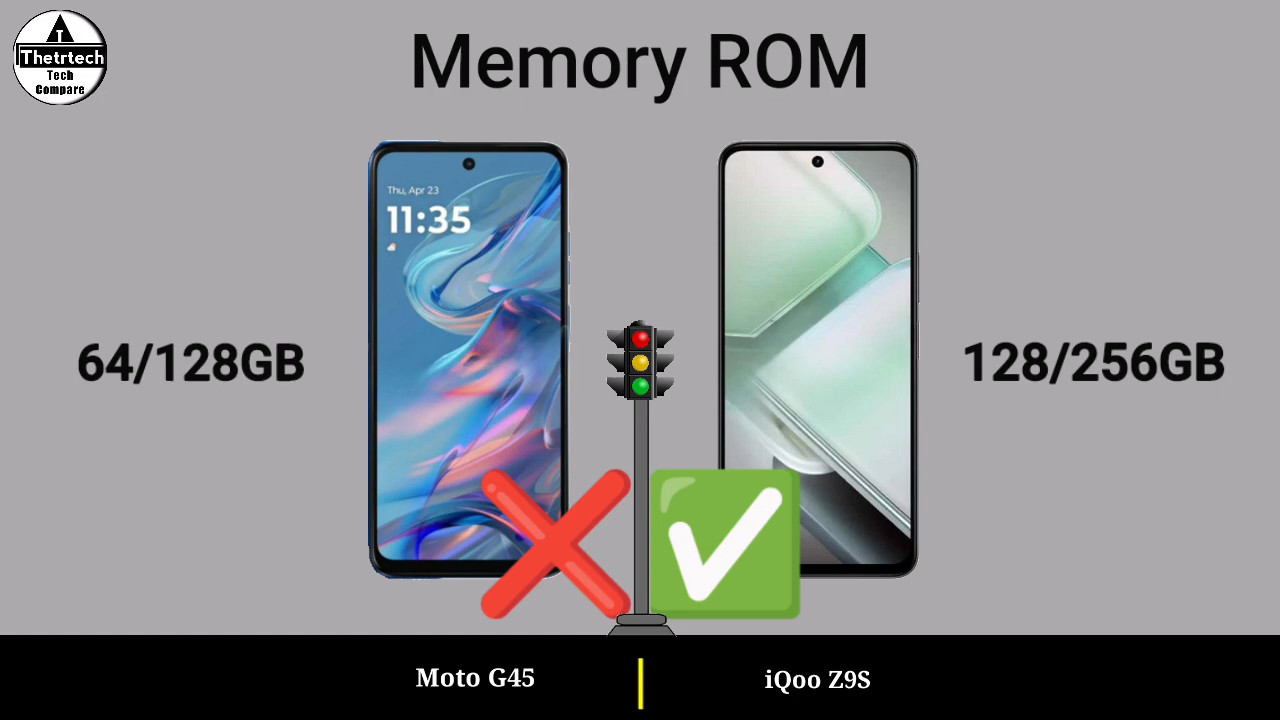 T
Thetrtech
Tech
Compare
Memory ROM
Thu, Apr 23
11:35
64/128GB
128/256GB
Moto G45
iQoo Z9S